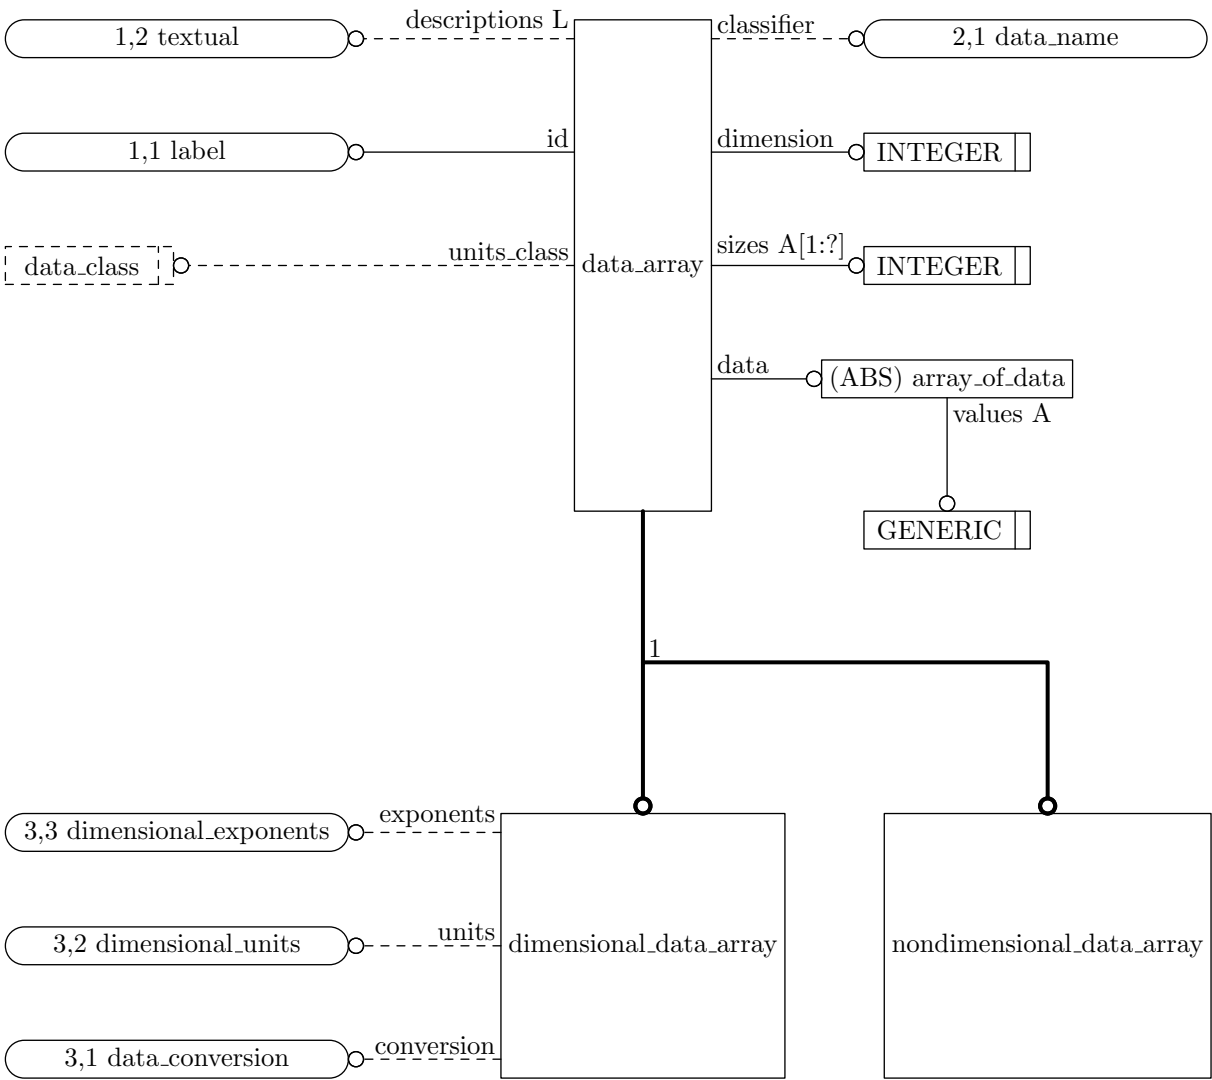 descriptions L
classifier
1,2 textual
2,1 data_name
id
dimension
1,1 label
INTEGER
units_class
sizes A[1:?]
data_class
data_array
INTEGER
data
(ABS) array_of_data
values A
GENERIC
1
exponents
3,3 dimensional_exponents
units
3,2 dimensional_units
dimensional_data_array
nondimensional_data_array
conversion
3,1 data_conversion